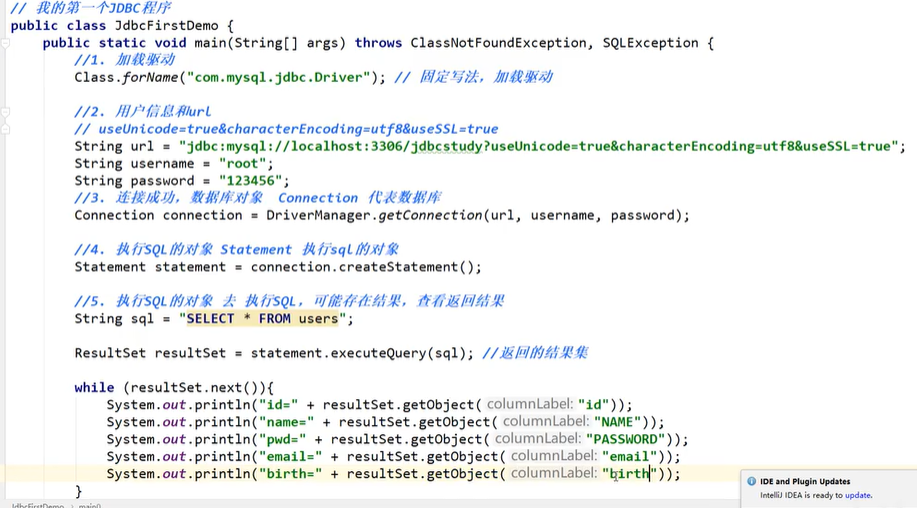 // 我的第一个JDBC程序
public class JdbcFirstDemo {
public static void main(String[] args) throws ClassNotFoundException, SQLException {
//1. 加载驱动
Class.forName("com.mysql.jdbc.Driver"); // 固定写法，加载驱动
//2. 用户信息和url
// useUnicode=true&characterEncoding=utf8&useSSL=true
String url = "jdbc:mysql://localhost:3306/jdbcstudy?useUnicode=true&characterEncoding=utf8&useSSL=true";
String username = "root";
String password = "123456";
//3. 连接成功，数据库对象 Connection 代表数据库
Connection connection = DriverManager.getConnection(url, username, password);
//4. 执行SQL的对象 Statement 执行sql的对象
Statement statement = connection.createStatement();
//5. 执行SQL的对象 去 执行SQL，可能存在结果，查看返回结果
String sql = "SELECT * FROM users";
ResultSet resultSet = statement.executeQuery(sql); //返回的结果集
while (resultSet.next()){
System.out.println("id=" + resultSet.getObject( columnLabel: "id"));
System.out.println("name=" + resultSet.getObject( columnLabel: "NAME"));
System.out.println("pwd=" + resultSet.getObject( columnLabel: "PASSWORD"));
System.out.println("email=" + resultSet.getObject( columnLabel: "email"));
System.out.println("birth=" + resultSet.getObject( columnLabel: "birth"));
}
IDE and Plugin Updates
IntelliJ IDEA is ready to update.
JdbcFirstDemo > main()